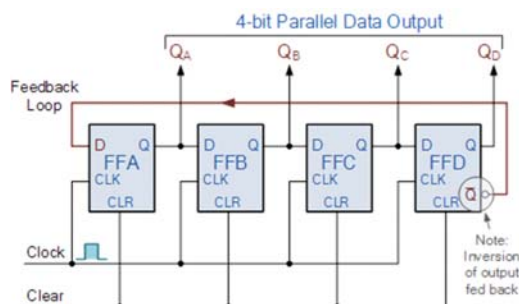 4-bit Parallel Data Output
QA QB QC QD
Feedback
Loop
D Q D Q D Q D Q
FFA FFB FFC FFD
CLK CLK CLK CLK Q̅
CLR CLR CLR CLR
Note:
Inversion
of output
fed back
Clock
Clear